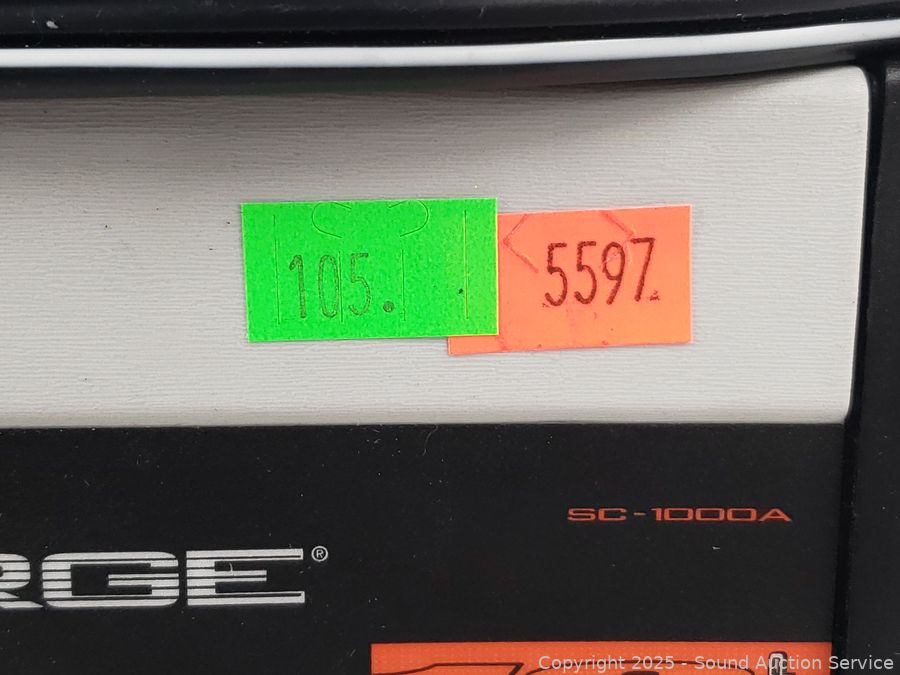 105.
5597.
SC-1000A
RGE®
Copyright 2025 - Sound Auction Service